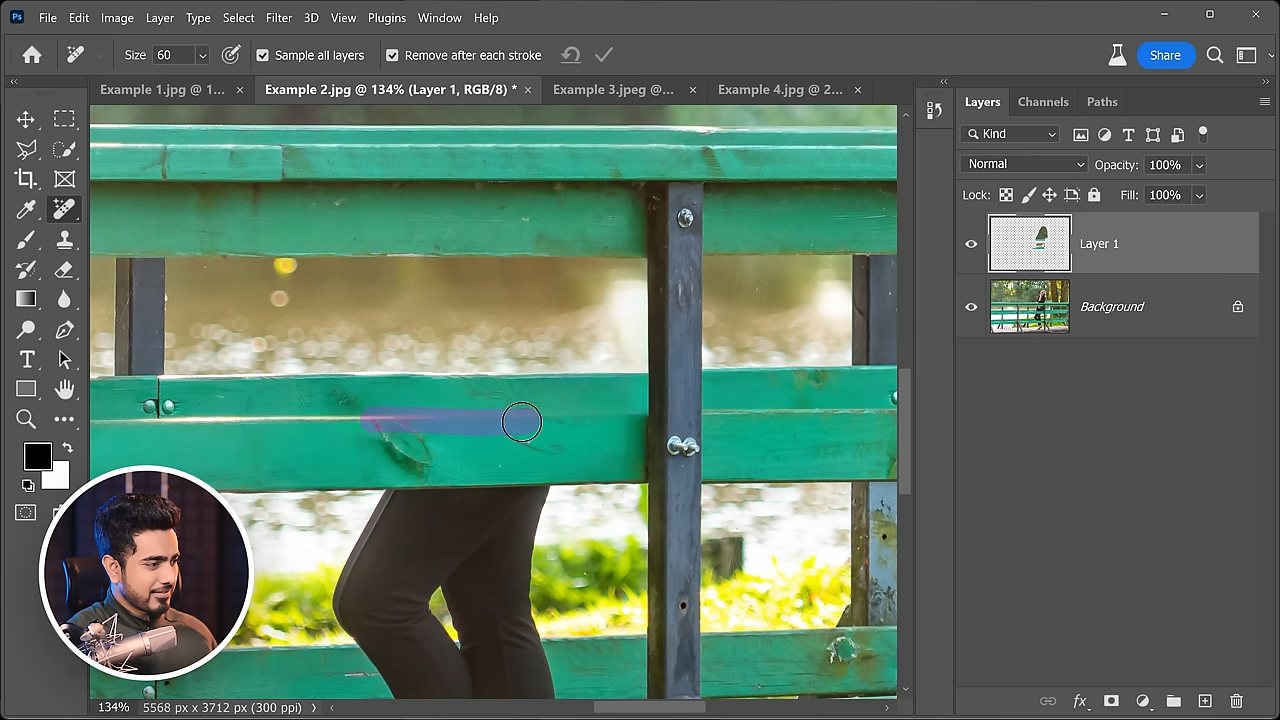 Ps File Edit Image Layer Type Select Filter 3D View Plugins Window Help
Size 60 Sample all layers Remove after each stroke Share
Example 1.jpg @ 1... × Example 2.jpg @ 134% (Layer 1, RGB/8) * × Example 3.jpeg @... × Example 4.jpg @ 2... ×
Layers Channels Paths
Kind
Normal Opacity: 100%
Lock: Fill: 100%
Layer 1
Background
134% 5568 px x 3712 px (300 ppi)